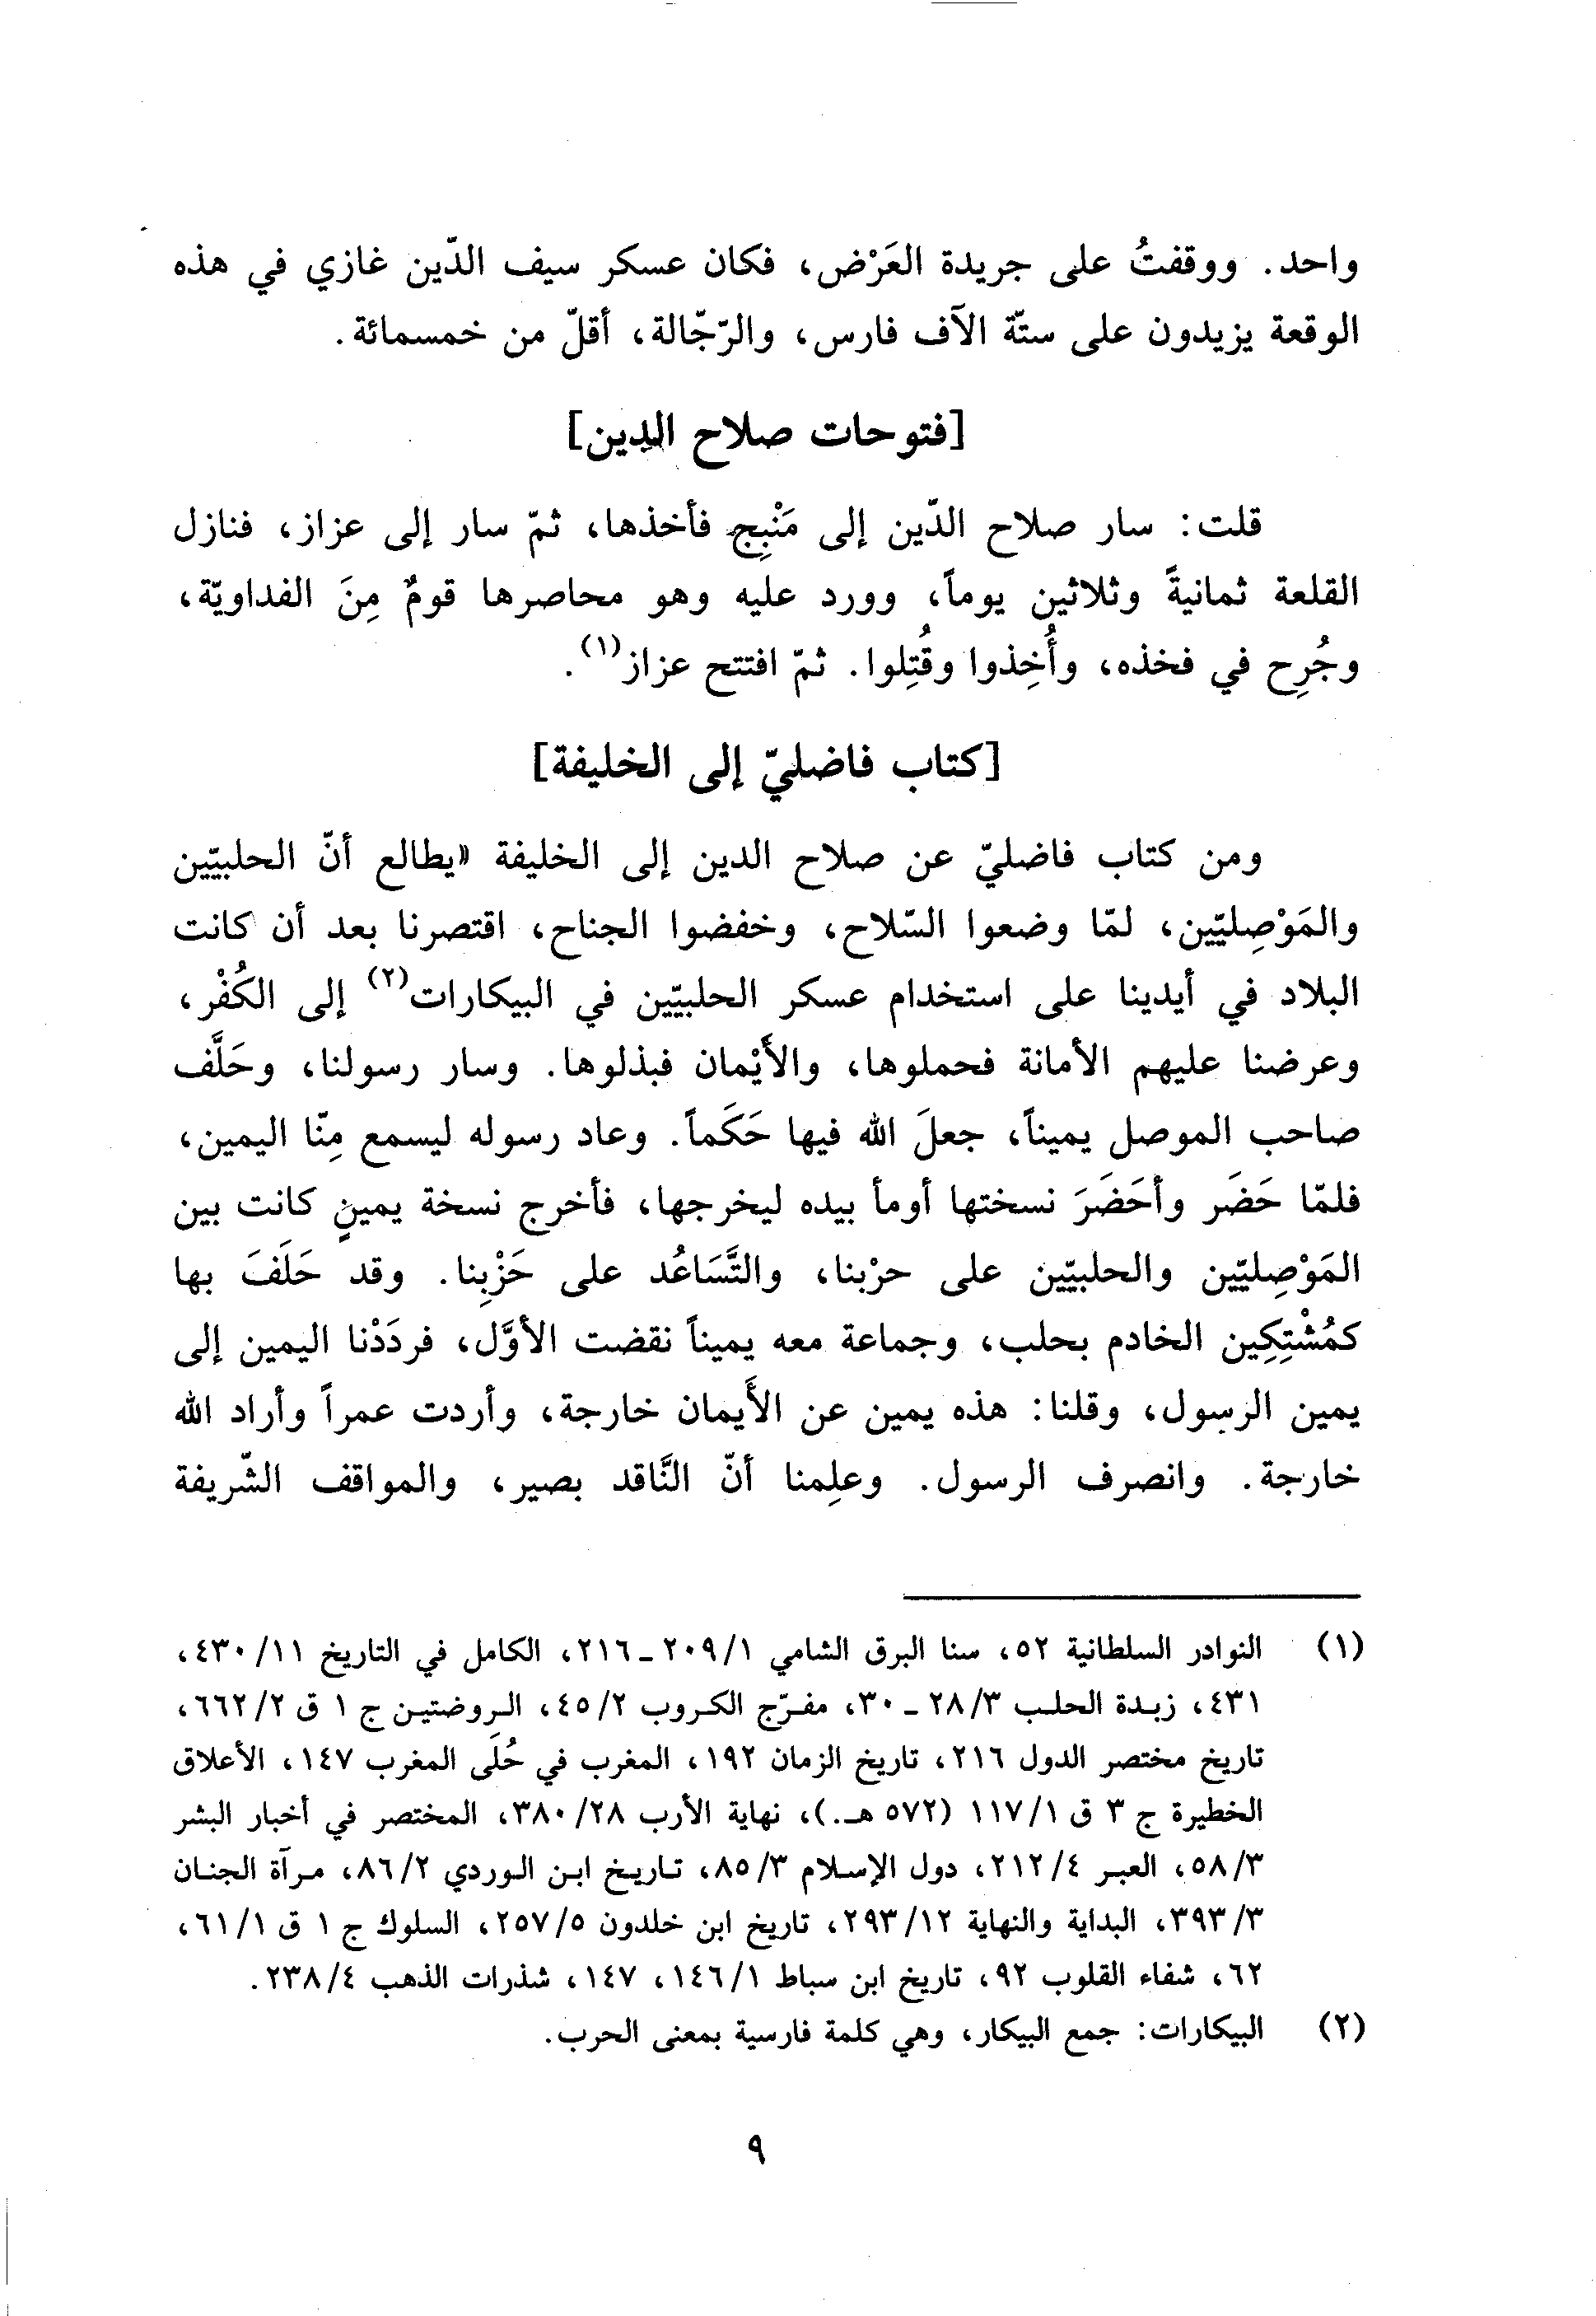 واحد. ووقفتُ على جريدة العَرْض، فكان عسكر سيف الدّين غازي في هذه
الوقعة يزيدون على ستّة الآف فارس، والرّجّالة، أقلّ من خمسمائة.
[فتوحات صلاح الدين]
قلت: سار صلاح الدّين إلى مَنْبِج فأخذها، ثمّ سار إلى عزاز، فنازل
القلعة ثمانيةً وثلاثين يوماً، وورد عليه وهو محاصرها قومٌ مِنَ الفداويّة،
وجُرِح في فخذه، وأُخِذوا وقُتِلوا. ثمّ افتتح عزاز(١).
[كتاب فاضليّ إلى الخليفة]
ومن كتاب فاضليّ عن صلاح الدين إلى الخليفة «يطالع أنّ الحلبيّين
والمَوْصِليّين، لمّا وضعوا السّلاح، وخفضوا الجناح، اقتصرنا بعد أن كانت
البلاد في أيدينا على استخدام عسكر الحلبيّين في البيكارات(٢) إلى الكُفْر،
وعرضنا عليهم الأمانة فحملوها، والأَيْمان فبذلوها. وسار رسولنا، وحَلَّف
صاحب الموصل يميناً، جعلَ الله فيها حَكَماً. وعاد رسوله ليسمع مِنّا اليمين،
فلمّا حَضَر وأحَضَرَ نسختها أومأ بيده ليخرجها، فأخرج نسخة يمينٍ كانت بين
المَوْصِليّين والحلبيّين على حرْبنا، والتَّسَاعُد على حَزْبِنا. وقد حَلَفَ بها
كمُشْتِكِين الخادم بحلب، وجماعة معه يميناً نقضت الأوَّل، فردَدْنا اليمين إلى
يمين الرسول، وقلنا: هذه يمين عن الأَيمان خارجة، وأردت عمراً وأراد الله
خارجة. وانصرف الرسول. وعلِمنا أنّ النَّاقد بصير، والمواقف الشّريفة
(١) النوادر السلطانية ٥٢، سنا البرق الشامي ٢٠٩/١ ـ ٢١٦، الكامل في التاريخ ٤٣٠/١١،
٤٣١، زبدة الحلب ٢٨/٣ ـ ٣٠، مفرّج الكروب ٤٥/٢، الروضتين ج ١ ق ٦٦٢/٢،
تاريخ مختصر الدول ٢١٦، تاريخ الزمان ١٩٢، المغرب في حُلَى المغرب ١٤٧، الأعلاق
الخطيرة ج ٣ ق ١١٧/١ (٥٧٢ هـ.)، نهاية الأرب ٣٨٠/٢٨، المختصر في أخبار البشر
٥٨/٣، العبر ٢١٢/٤، دول الإسلام ٨٥/٣، تاريخ ابن الوردي ٨٦/٢، مرآة الجنان
٣٩٣/٣، البداية والنهاية ٢٩٣/١٢، تاريخ ابن خلدون ٢٥٧/٥، السلوك ج ١ ق ٦١/١،
٦٢، شفاء القلوب ٩٢، تاريخ ابن سباط ١٤٦/١، ١٤٧، شذرات الذهب ٢٣٨/٤.
(٢) البيكارات: جمع البيكار، وهي كلمة فارسية بمعنى الحرب.
٩